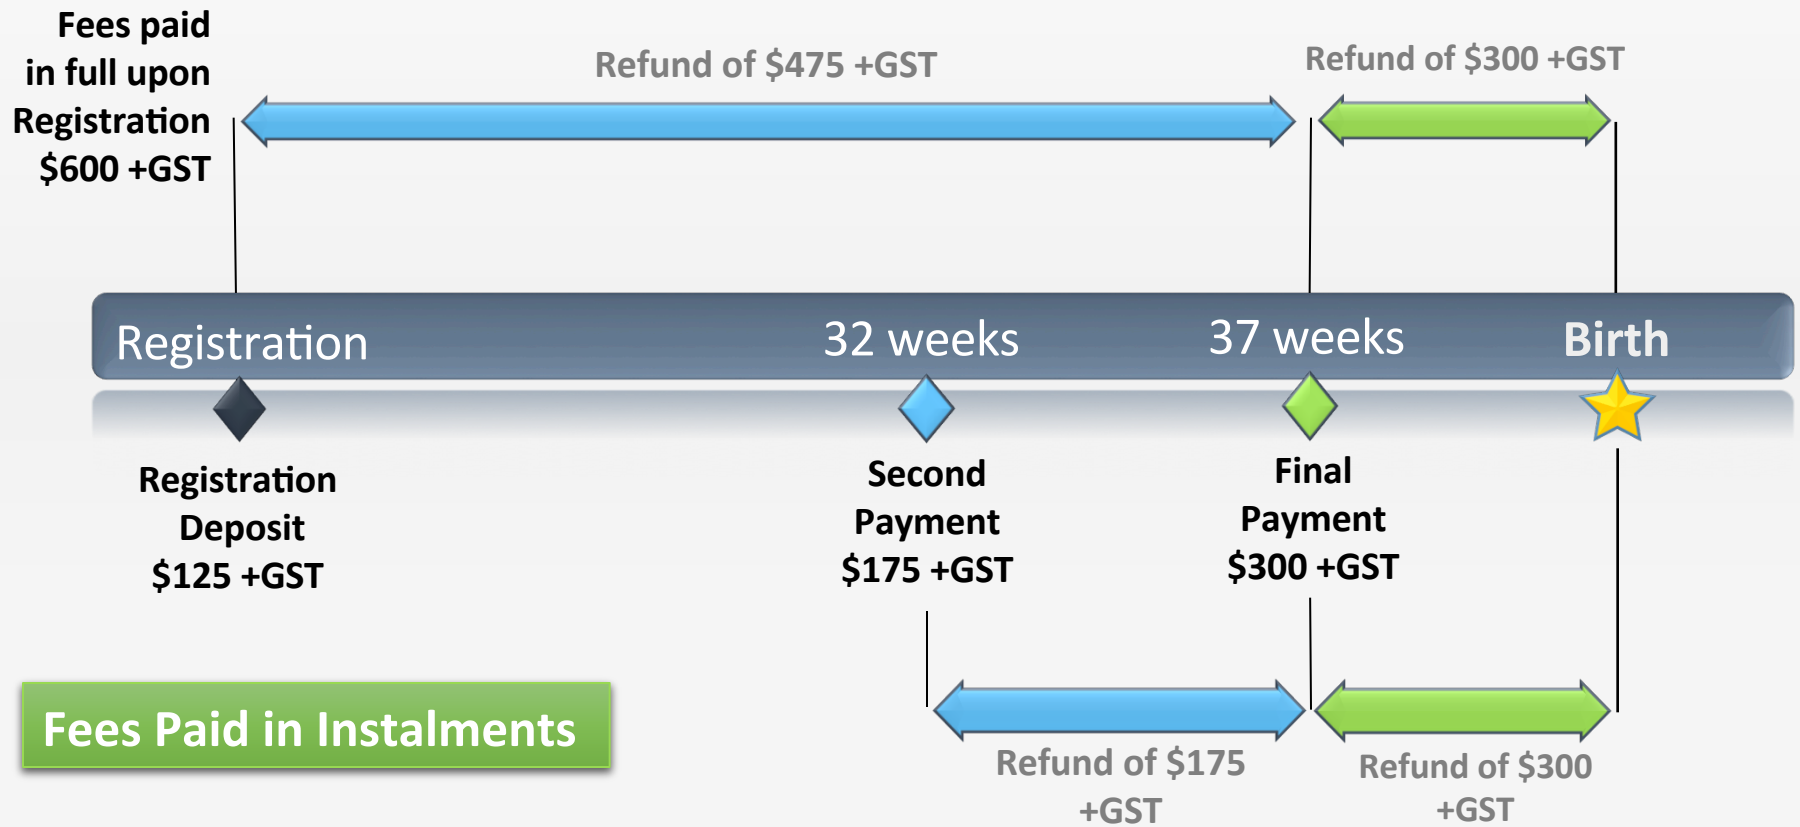 Fees paid
in full upon
Registration
$600 +GST
Refund of $475 +GST
Refund of $300 +GST
Registration
32 weeks
37 weeks
Birth
Registration
Deposit
$125 +GST
Second
Payment
$175 +GST
Final
Payment
$300 +GST
Fees Paid in Instalments
Refund of $175
+GST
Refund of $300
+GST